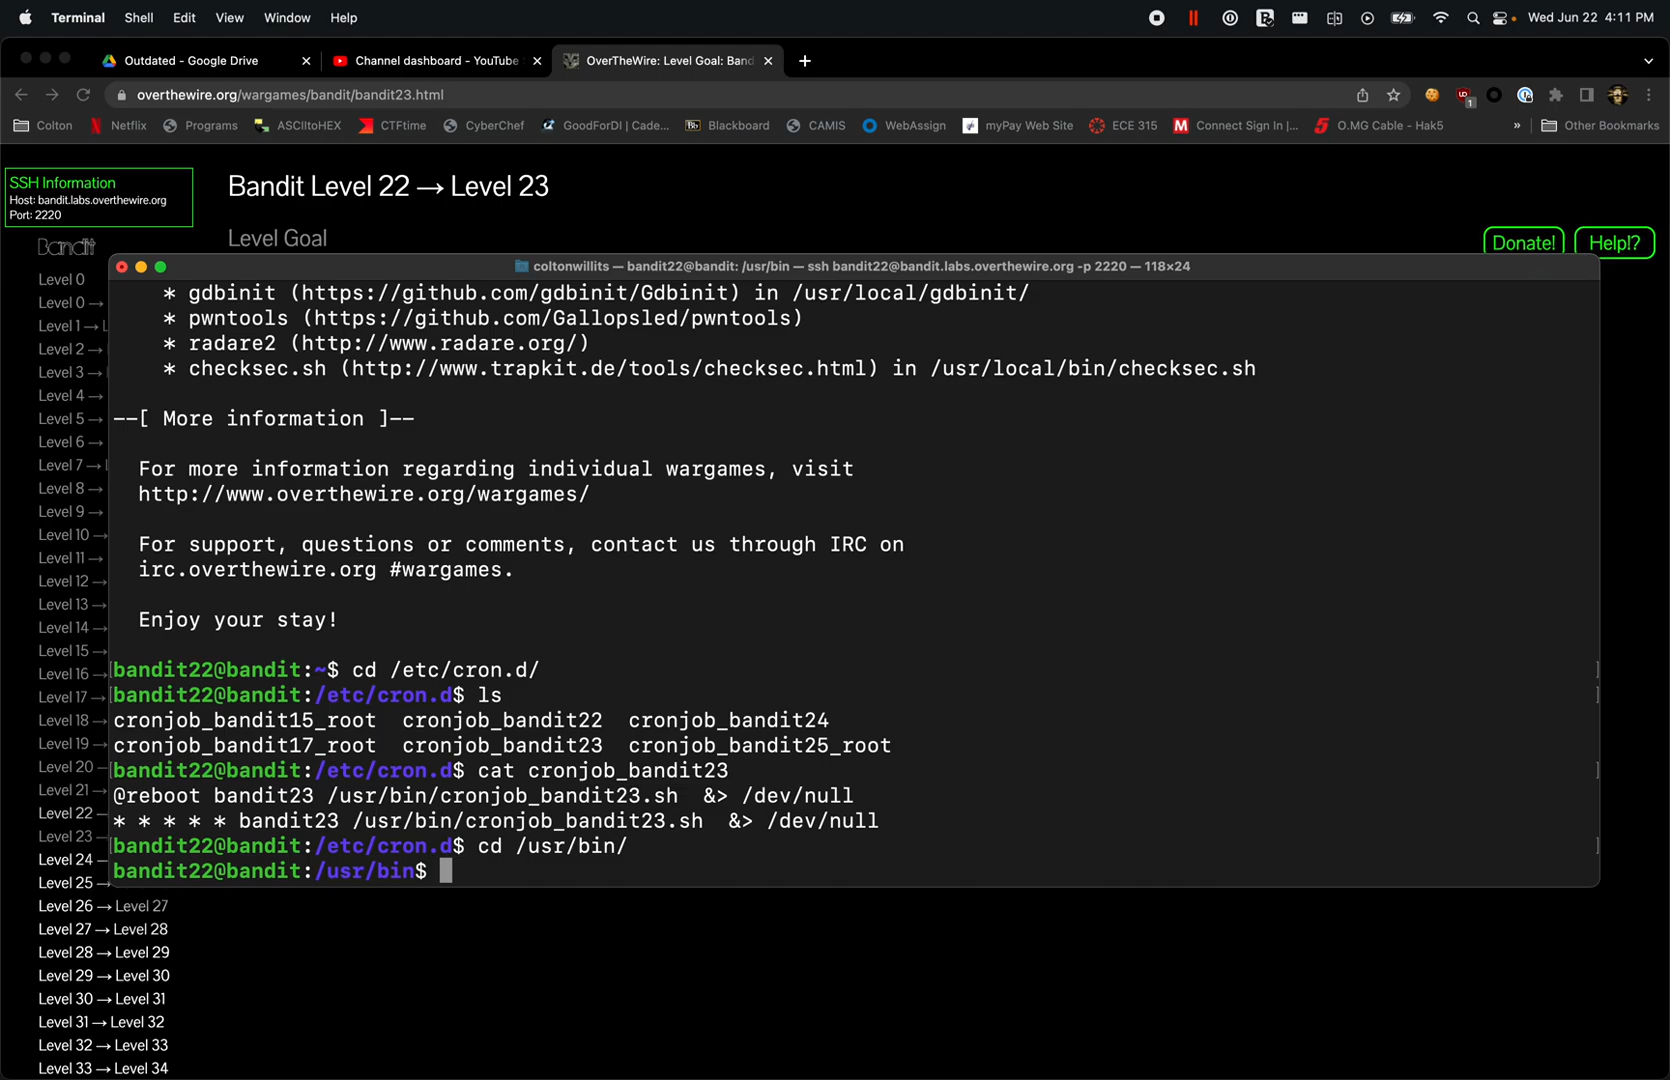 Terminal Shell Edit View Window Help Wed Jun 22 4:11 PM
Outdated - Google Drive Channel dashboard - YouTube OverTheWire: Level Goal: Band
overthewire.org/wargames/bandit/bandit23.html
Colton Netflix Programs ASCIItoHEX CTFtime CyberChef GoodForDI | Cade... Blackboard CAMIS WebAssign myPay Web Site ECE 315 Connect Sign In |... O.MG Cable - Hak5 » Other Bookmarks
SSH Information
Host: bandit.labs.overthewire.org
Port: 2220
Bandit Level 22 → Level 23
Level Goal
Donate! Help!?
Bandit
Level 0
Level 0 →
Level 1 → L
Level 2 →
Level 3 →
Level 4 →
Level 5 →
Level 6 →
Level 7 → L
Level 8 →
Level 9 →
Level 10 →
Level 11 →
Level 12 →
Level 13 →
Level 14 →
Level 15 →
Level 16 →
Level 17 →
Level 18 →
Level 19 →
Level 20 →
Level 21 →
Level 22 →
Level 23 →
Level 24 →
Level 25 →
Level 26 → Level 27
Level 27 → Level 28
Level 28 → Level 29
Level 29 → Level 30
Level 30 → Level 31
Level 31 → Level 32
Level 32 → Level 33
Level 33 → Level 34
coltonwillits — bandit22@bandit: /usr/bin — ssh bandit22@bandit.labs.overthewire.org -p 2220 — 118×24
* gdbinit (https://github.com/gdbinit/Gdbinit) in /usr/local/gdbinit/
* pwntools (https://github.com/Gallopsled/pwntools)
* radare2 (http://www.radare.org/)
* checksec.sh (http://www.trapkit.de/tools/checksec.html) in /usr/local/bin/checksec.sh
--[ More information ]--
For more information regarding individual wargames, visit
http://www.overthewire.org/wargames/
For support, questions or comments, contact us through IRC on
irc.overthewire.org #wargames.
Enjoy your stay!
bandit22@bandit:~$ cd /etc/cron.d/
bandit22@bandit:/etc/cron.d$ ls
cronjob_bandit15_root cronjob_bandit22 cronjob_bandit24
cronjob_bandit17_root cronjob_bandit23 cronjob_bandit25_root
bandit22@bandit:/etc/cron.d$ cat cronjob_bandit23
@reboot bandit23 /usr/bin/cronjob_bandit23.sh &> /dev/null
* * * * * bandit23 /usr/bin/cronjob_bandit23.sh &> /dev/null
bandit22@bandit:/etc/cron.d$ cd /usr/bin/
bandit22@bandit:/usr/bin$